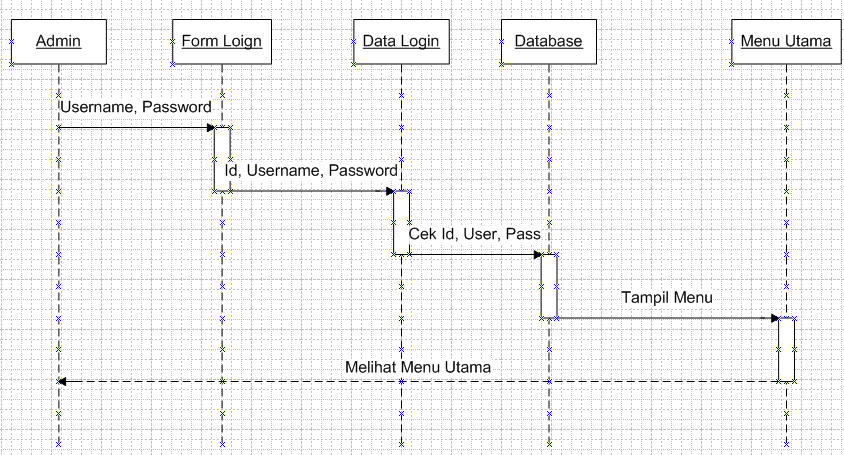 Admin
Form Loign
Data Login
Database
Menu Utama
Username, Password
Id, Username, Password
Cek Id, User, Pass
Tampil Menu
Melihat Menu Utama